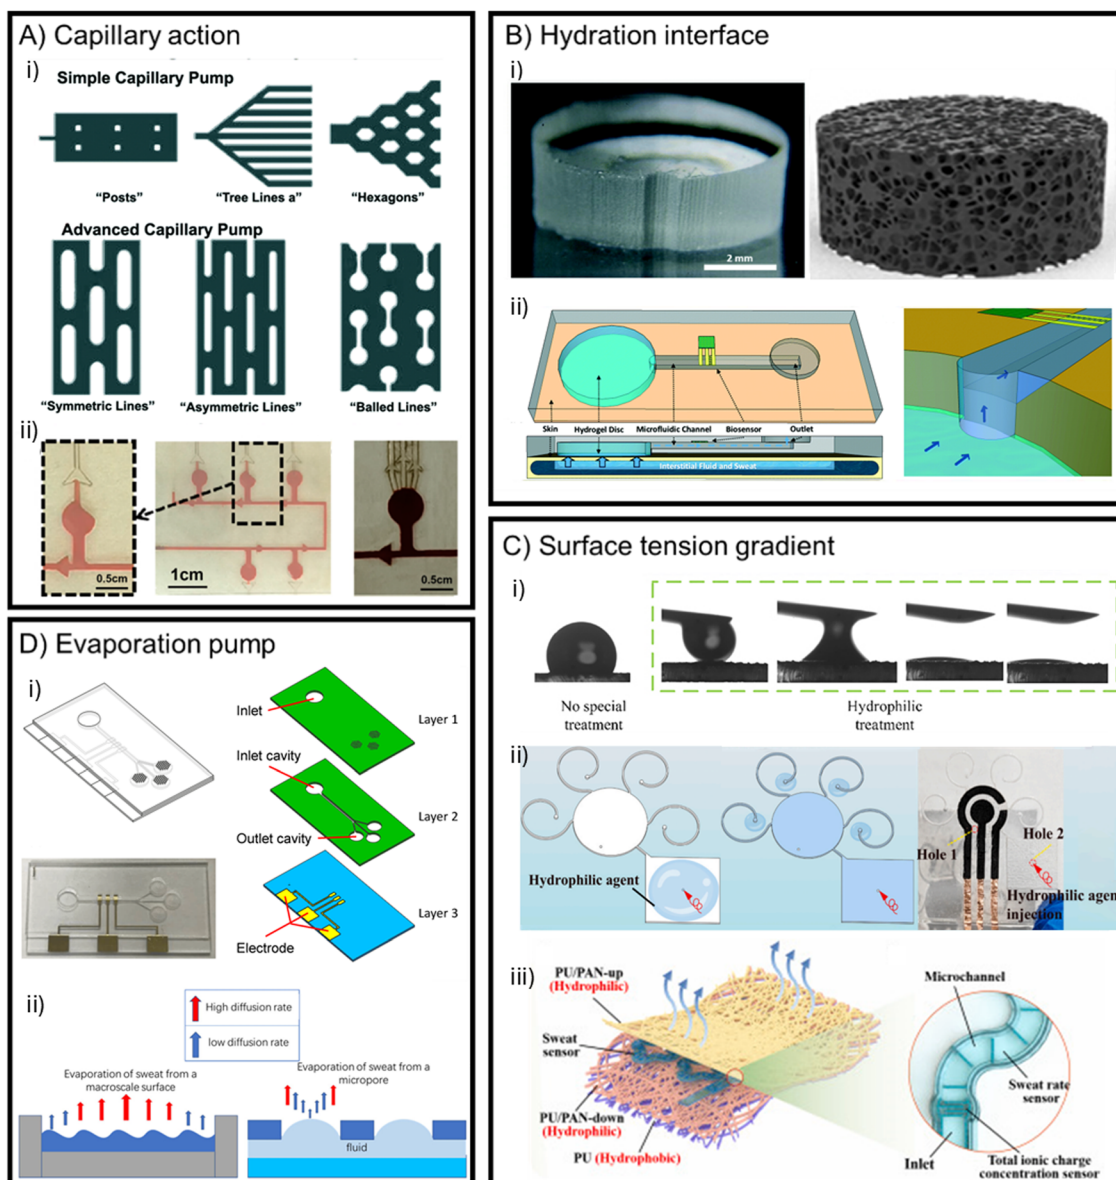 A) Capillary action
i)
Simple Capillary Pump
“Posts”
“Tree Lines a”
“Hexagons”
Advanced Capillary Pump
“Symmetric Lines”
“Asymmetric Lines”
“Balled Lines”
ii)
0.5cm
1cm
0.5cm
B) Hydration interface
i)
2 mm
ii)
Skin
Hydrogel Disc
Microfluidic Channel
Biosensor
Outlet
Interstitial Fluid and Sweat
C) Surface tension gradient
i)
No special
treatment
Hydrophilic
treatment
ii)
Hydrophilic agent
Hole 1
Hole 2
Hydrophilic agent
injection
iii)
PU/PAN-up
(Hydrophilic)
Sweat
sensor
PU/PAN-down
(Hydrophilic)
PU (Hydrophobic)
Microchannel
Sweat rate
sensor
Inlet
Total ionic charge
concentration sensor
D) Evaporation pump
i)
Inlet
Layer 1
Inlet cavity
Layer 2
Outlet cavity
Layer 3
Electrode
ii)
High diffusion rate
low diffusion rate
Evaporation of sweat from a
macroscale surface
Evaporation of sweat from a
micropore
fluid